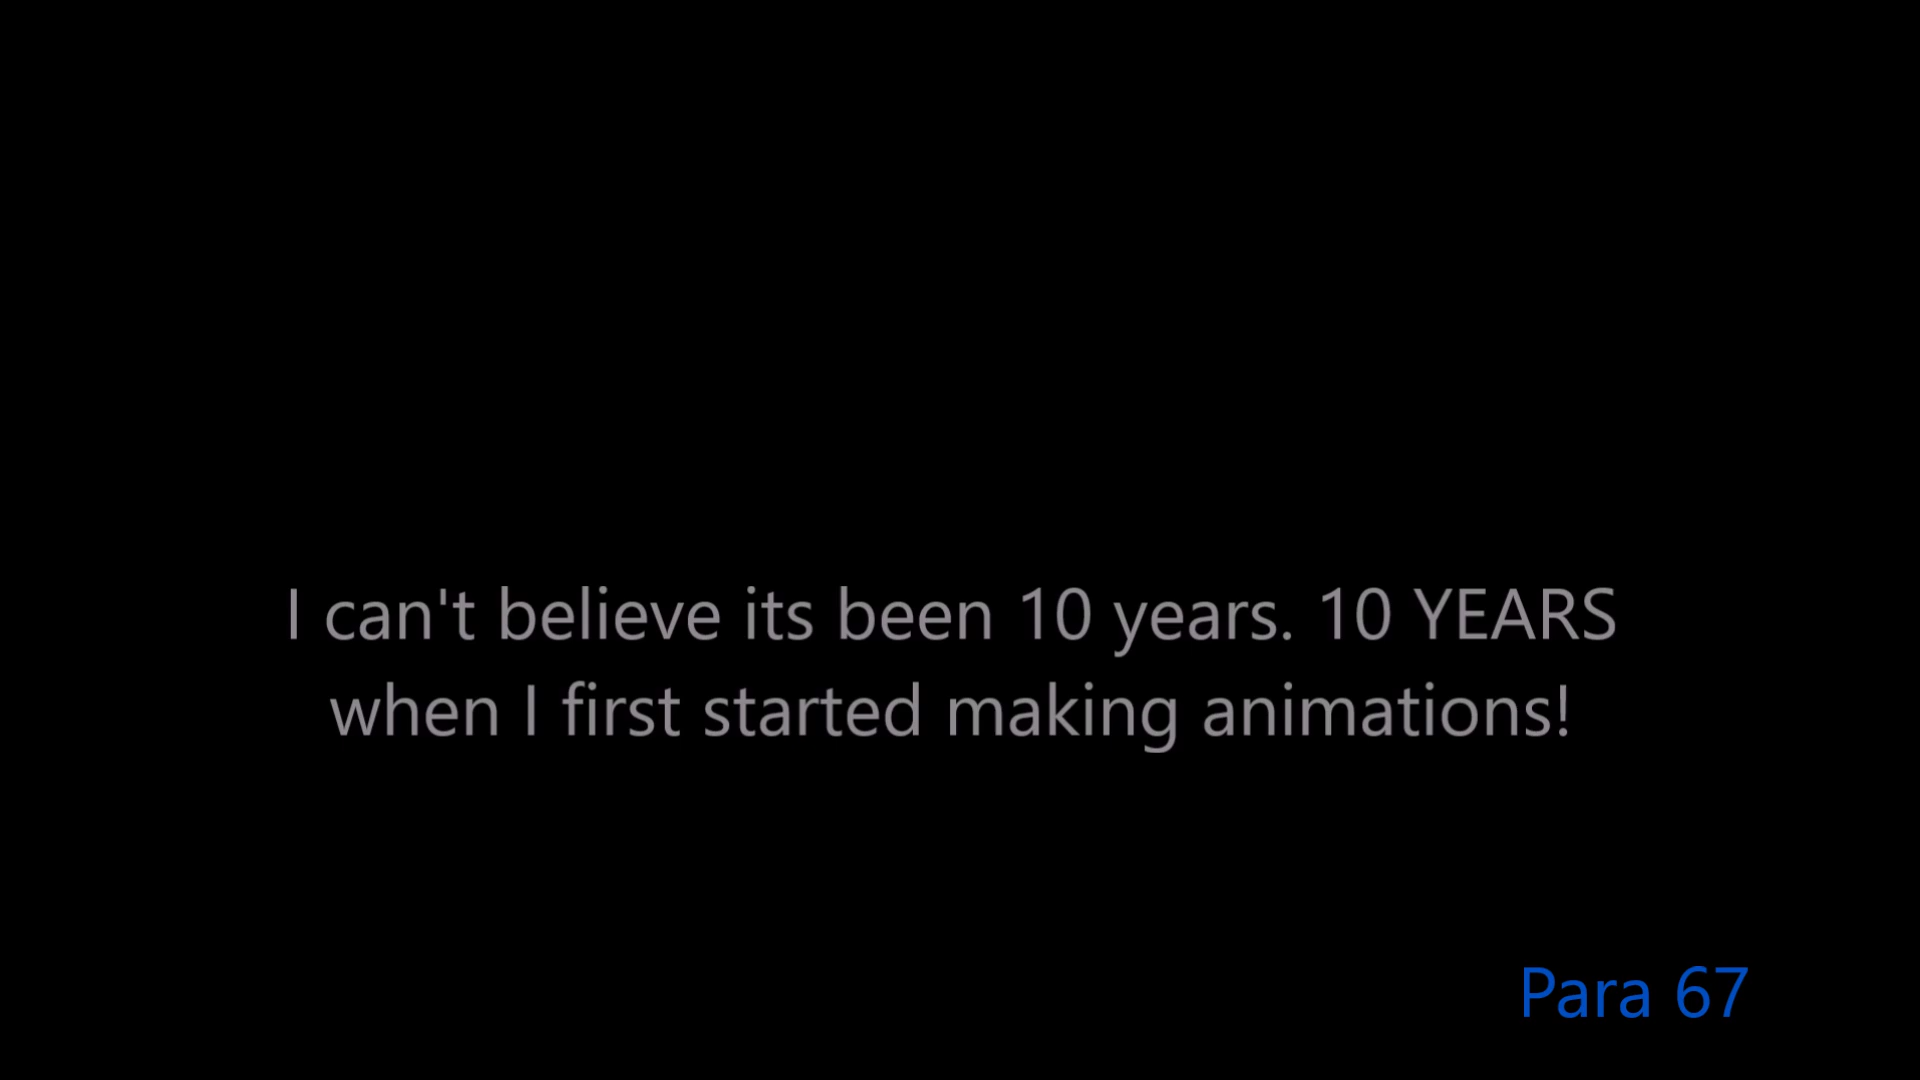 I can't believe its been 10 years. 10 YEARS
when I first started making animations!
Para 67